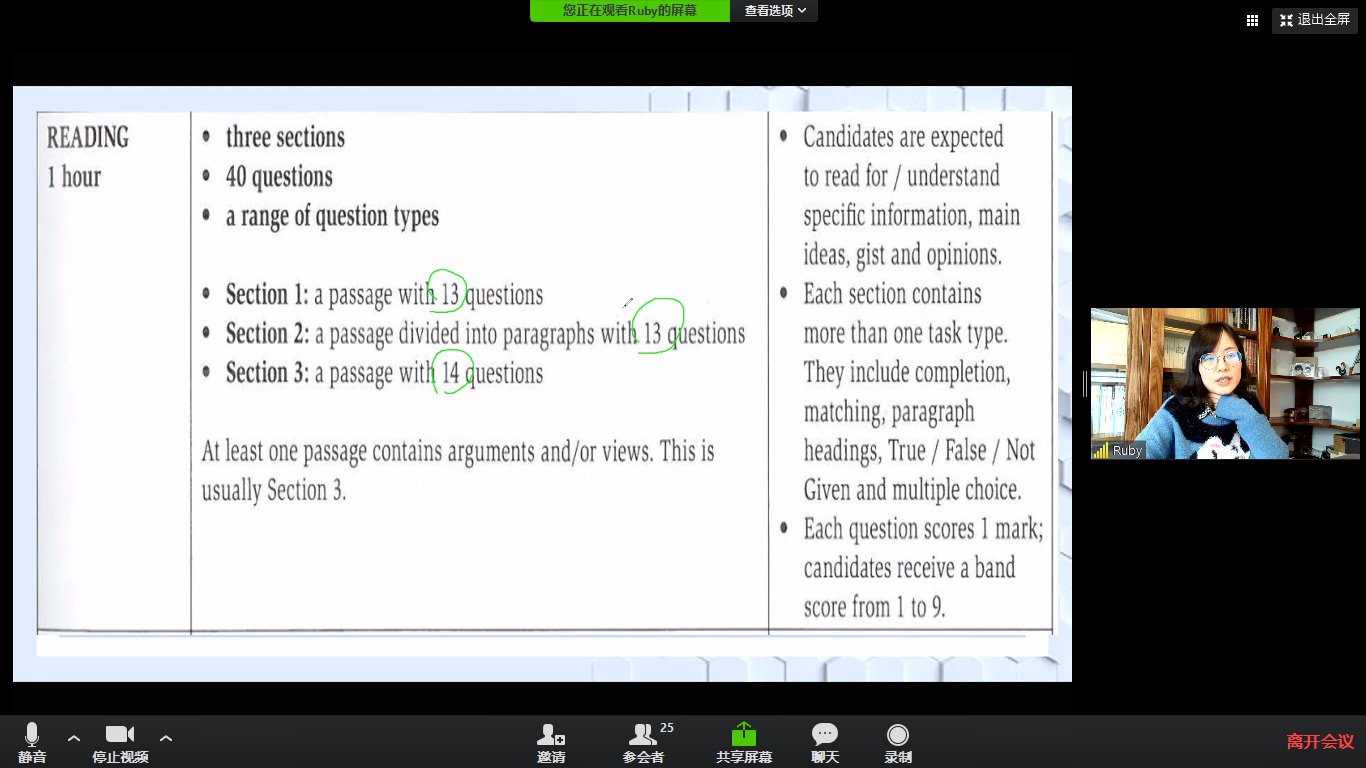 您正在观看Ruby的屏幕 查看选项
退出全屏
READING
1 hour
• three sections
• 40 questions
• a range of question types
• Section 1: a passage with 13 questions
• Section 2: a passage divided into paragraphs with 13 questions
• Section 3: a passage with 14 questions
At least one passage contains arguments and/or views. This is
usually Section 3.
• Candidates are expected
to read for / understand
specific information, main
ideas, gist and opinions.
• Each section contains
more than one task type.
They include completion,
matching, paragraph
headings, True / False / Not
Given and multiple choice.
• Each question scores 1 mark;
candidates receive a band
score from 1 to 9.
Ruby
静音 停止视频 邀请 参会者 25 共享屏幕 聊天 录制 离开会议